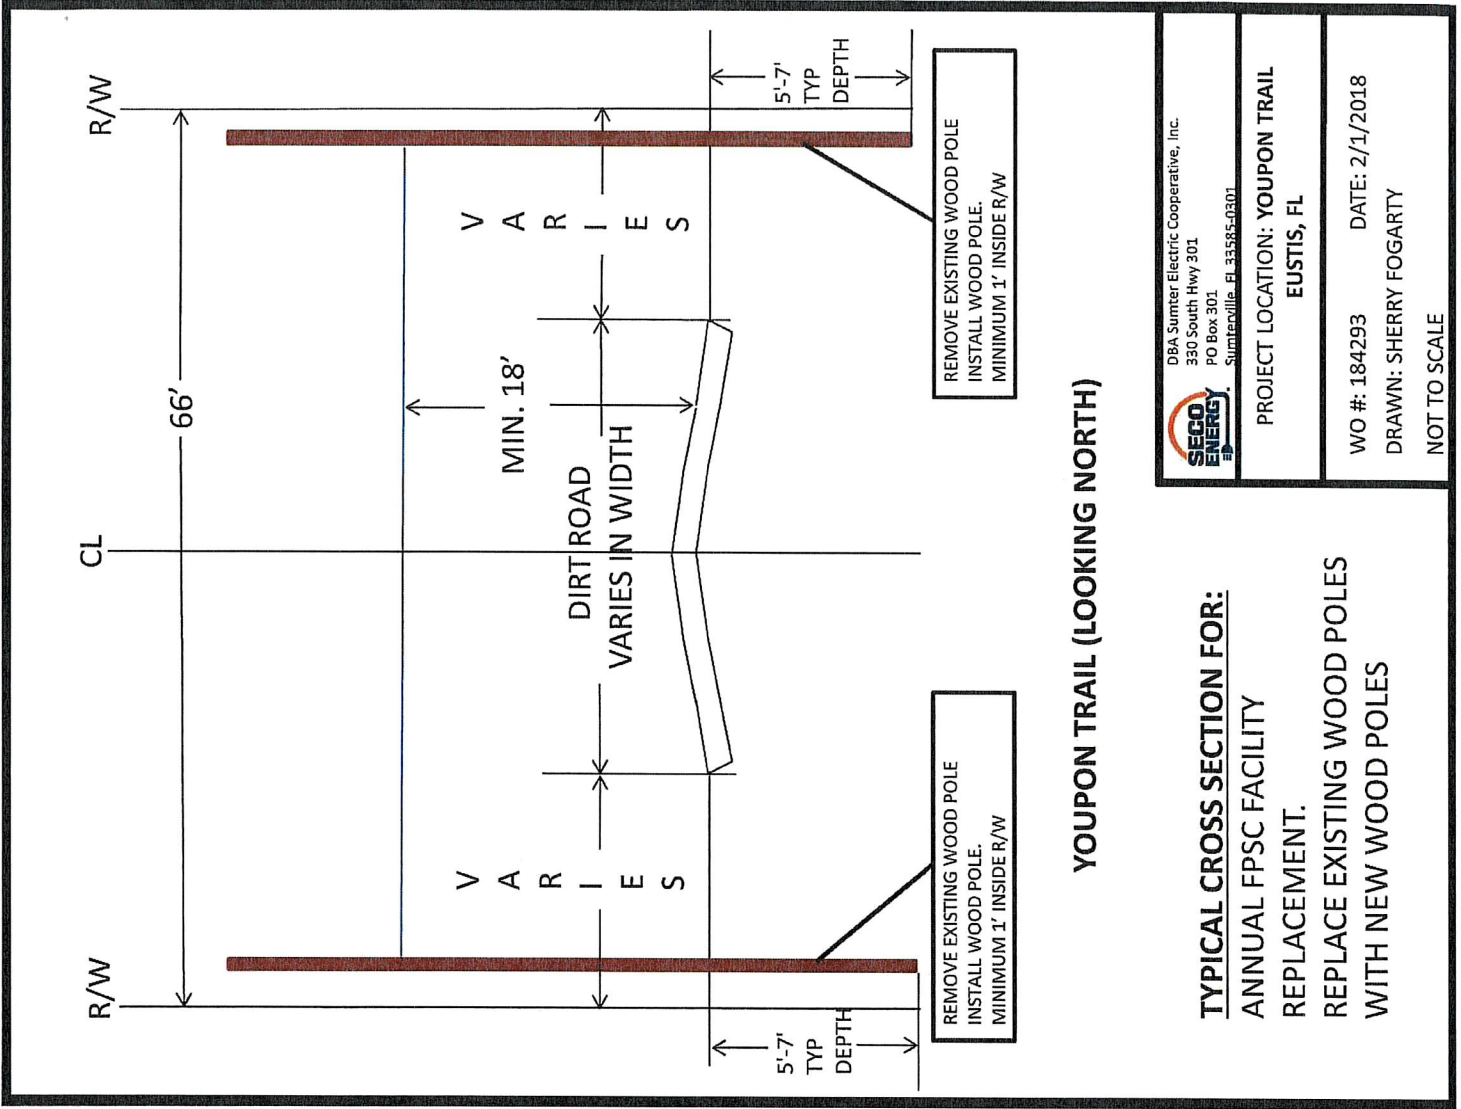 R/W
CL
R/W
66’
MIN. 18’
V
A
R
I
E
S
V
A
R
I
E
S
DIRT ROAD
VARIES IN WIDTH
5'-7'
TYP
DEPTH
5'-7'
TYP
DEPTH
REMOVE EXISTING WOOD POLE
INSTALL WOOD POLE.
MINIMUM 1’ INSIDE R/W
REMOVE EXISTING WOOD POLE
INSTALL WOOD POLE.
MINIMUM 1’ INSIDE R/W
YOUPON TRAIL (LOOKING NORTH)
TYPICAL CROSS SECTION FOR:
ANNUAL FPSC FACILITY
REPLACEMENT.
REPLACE EXISTING WOOD POLES
WITH NEW WOOD POLES
SECO
ENERGY
DBA Sumter Electric Cooperative, Inc.
330 South Hwy 301
PO Box 301
Sumterville, FL 33585-0301
PROJECT LOCATION: YOUPON TRAIL
EUSTIS, FL
WO #: 184293 DATE: 2/1/2018
DRAWN: SHERRY FOGARTY
NOT TO SCALE